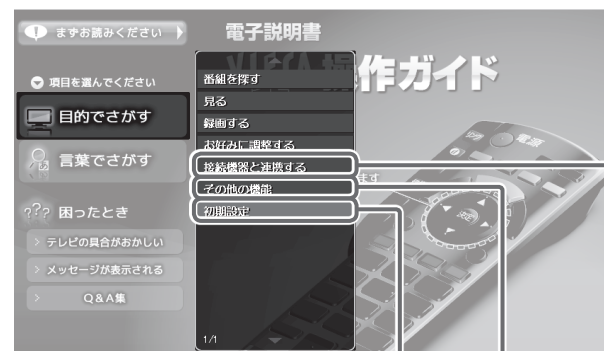 まずお読みください
電子説明書
操作ガイド
項目を選んでください
目的でさがす
言葉でさがす
あ
??? 困ったとき
> テレビの具合がおかしい
> メッセージが表示される
> Q&A集
番組を探す
見る
録画する
お好みに調整する
接続機器と連携する
その他の機能
初期設定
1/1
ます
電源
決定